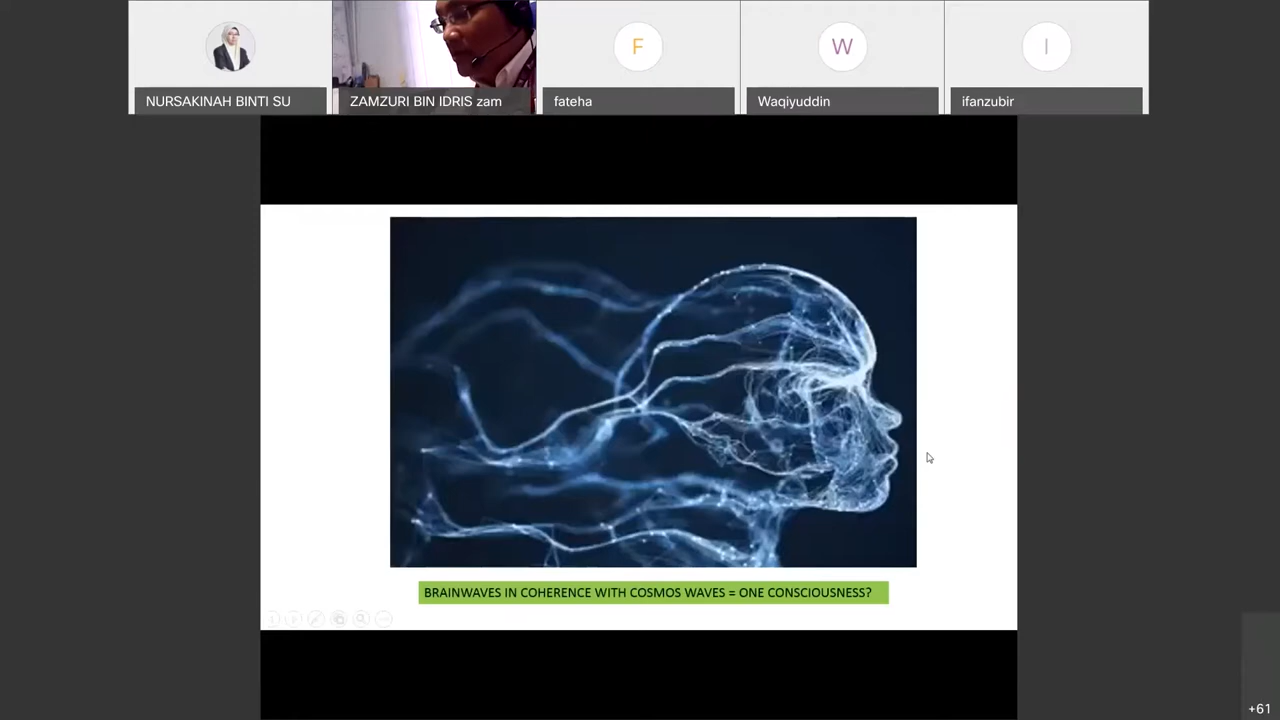 NURSAKINAH BINTI SU
ZAMZURI BIN IDRIS zam
F
fateha
W
Waqiyuddin
I
ifanzubir
BRAINWAVES IN COHERENCE WITH COSMOS WAVES = ONE CONSCIOUSNESS?
+61